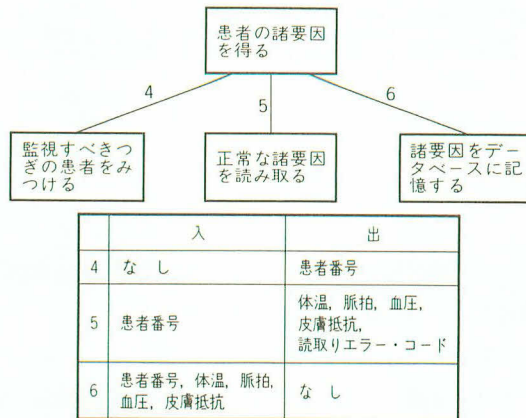 患者の諸要因
を得る
4
5
6
監視すべきつ
ぎの患者をみ
つける
正常な諸要因
を読み取る
諸要因をデー
タベースに記
憶する
入 出
4 な し 患者番号
5 患者番号 体温, 脈拍, 血圧,
皮膚抵抗,
読取りエラー・コード
6 患者番号, 体温, 脈拍,
血圧, 皮膚抵抗 な し